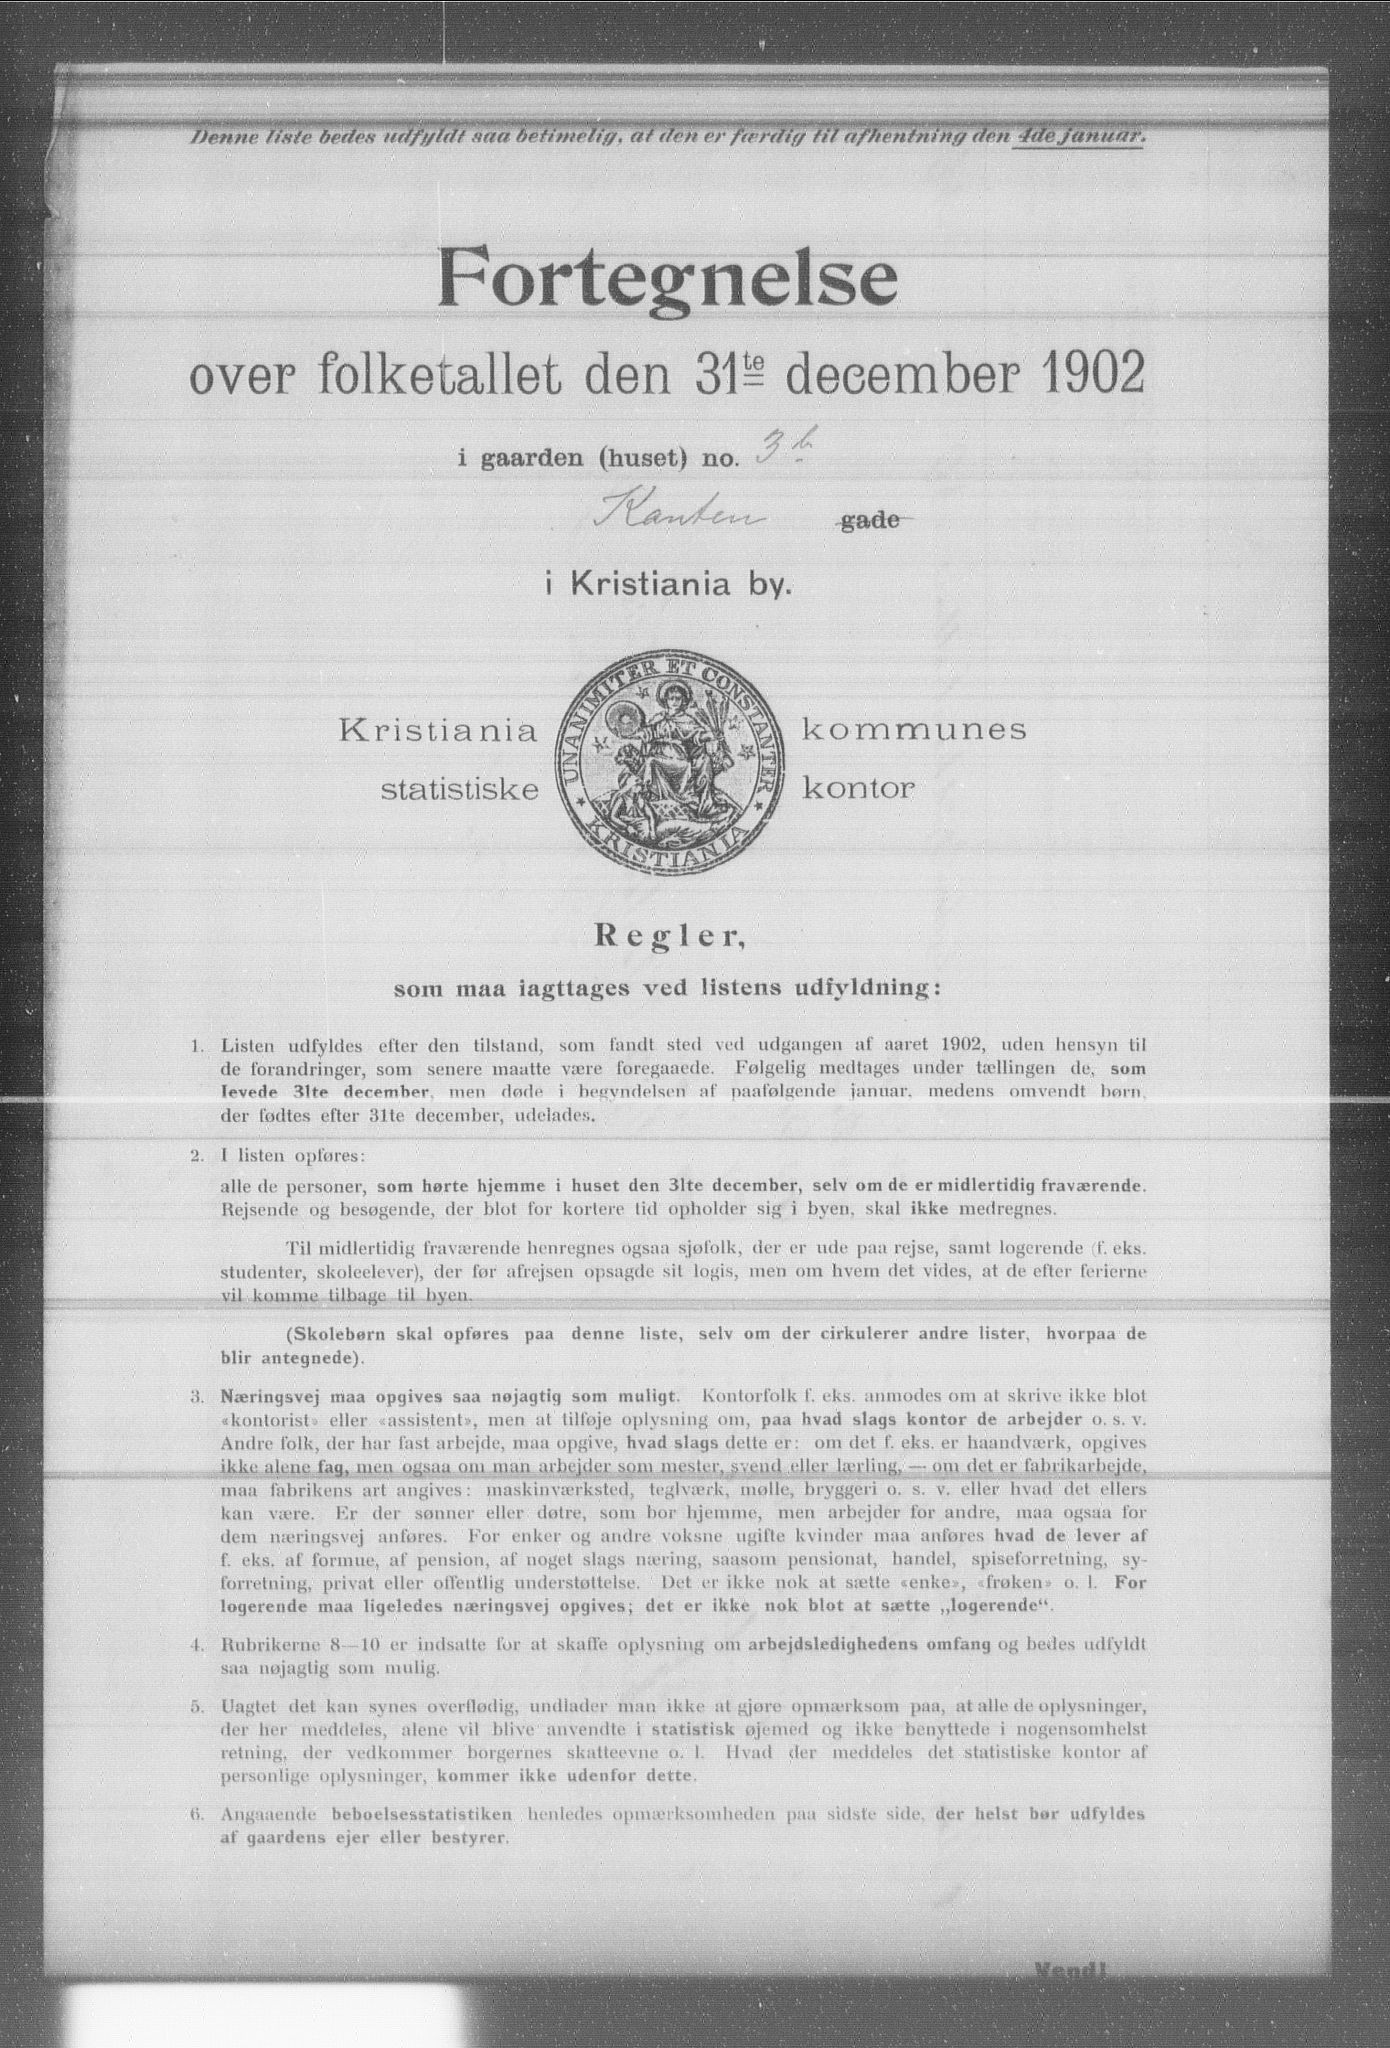 Denne liste bedes udfyldt saa betimelig, at den er færdig til afhentning den 4de januar.
Fortegnelse
over folketallet den 31te december 1902
i gaarden (huset) no. 3b
Kanten gade
i Kristiania by.
Kristiania kommunes
statistiske kontor
UNANIMITER ET CONSTANTER
KRISTIANIA
Regler,
som maa iagttages ved listens udfyldning:
1. Listen udfyldes efter den tilstand, som fandt sted ved udgangen af aaret 1902, uden hensyn til
de forandringer, som senere maatte være foregaaede. Følgelig medtages under tællingen de, som
levede 31te december, men døde i begyndelsen af paafølgende januar, medens omvendt børn,
der fødtes efter 31te december, udelades.
2. I listen opføres:
alle de personer, som hørte hjemme i huset den 31te december, selv om de er midlertidig fraværende.
Rejsende og besøgende, der blot for kortere tid opholder sig i byen, skal ikke medregnes.
Til midlertidig fraværende henregnes ogsaa sjøfolk, der er ude paa rejse, samt logerende (f. eks.
studenter, skoleelever), der før afrejsen opsagde sit logis, men om hvem det vides, at de efter ferierne
vil komme tilbage til byen.
(Skolebørn skal opføres paa denne liste, selv om der cirkulerer andre lister, hvorpaa de
blir antegnede).
3. Næringsvej maa opgives saa nøjagtig som muligt. Kontorfolk f. eks. anmodes om at skrive ikke blot
«kontorist» eller «assistent», men at tilføje oplysning om, paa hvad slags kontor de arbejder o. s. v.
Andre folk, der har fast arbejde, maa opgive, hvad slags dette er: om det f. eks. er haandværk, opgives
ikke alene fag, men ogsaa om man arbejder som mester, svend eller lærling, — om det er fabrikarbejde,
maa fabrikens art angives: maskinværksted, teglværk, mølle, bryggeri o. s. v. eller hvad det ellers
kan være. Er der sønner eller døtre, som bor hjemme, men arbejder for andre, maa ogsaa for
dem næringsvej anføres. For enker og andre voksne ugifte kvinder maa anføres hvad de lever af
f. eks. af formue, af pension, af noget slags næring, saasom pensionat, handel, spiseforretning, sy-
forretning, privat eller offentlig understøttelse. Det er ikke nok at sætte «enke», «frøken» o. l. For
logerende maa ligeledes næringsvej opgives; det er ikke nok blot at sætte „logerende“.
4. Rubrikerne 8—10 er indsatte for at skaffe oplysning om arbejdsledighedens omfang og bedes udfyldt
saa nøjagtig som mulig.
5. Uagtet det kan synes overflødig, undlader man ikke at gjøre opmærksom paa, at alle de oplysninger,
der her meddeles, alene vil blive anvendte i statistisk øjemed og ikke benyttede i nogensomhelst
retning, der vedkommer borgernes skatteevne o. l. Hvad der meddeles det statistiske kontor af
personlige oplysninger, kommer ikke udenfor dette.
6. Angaaende beboelsesstatistiken henledes opmærksomheden paa sidste side, der helst bør udfyldes
af gaardens ejer eller bestyrer.
Vend!